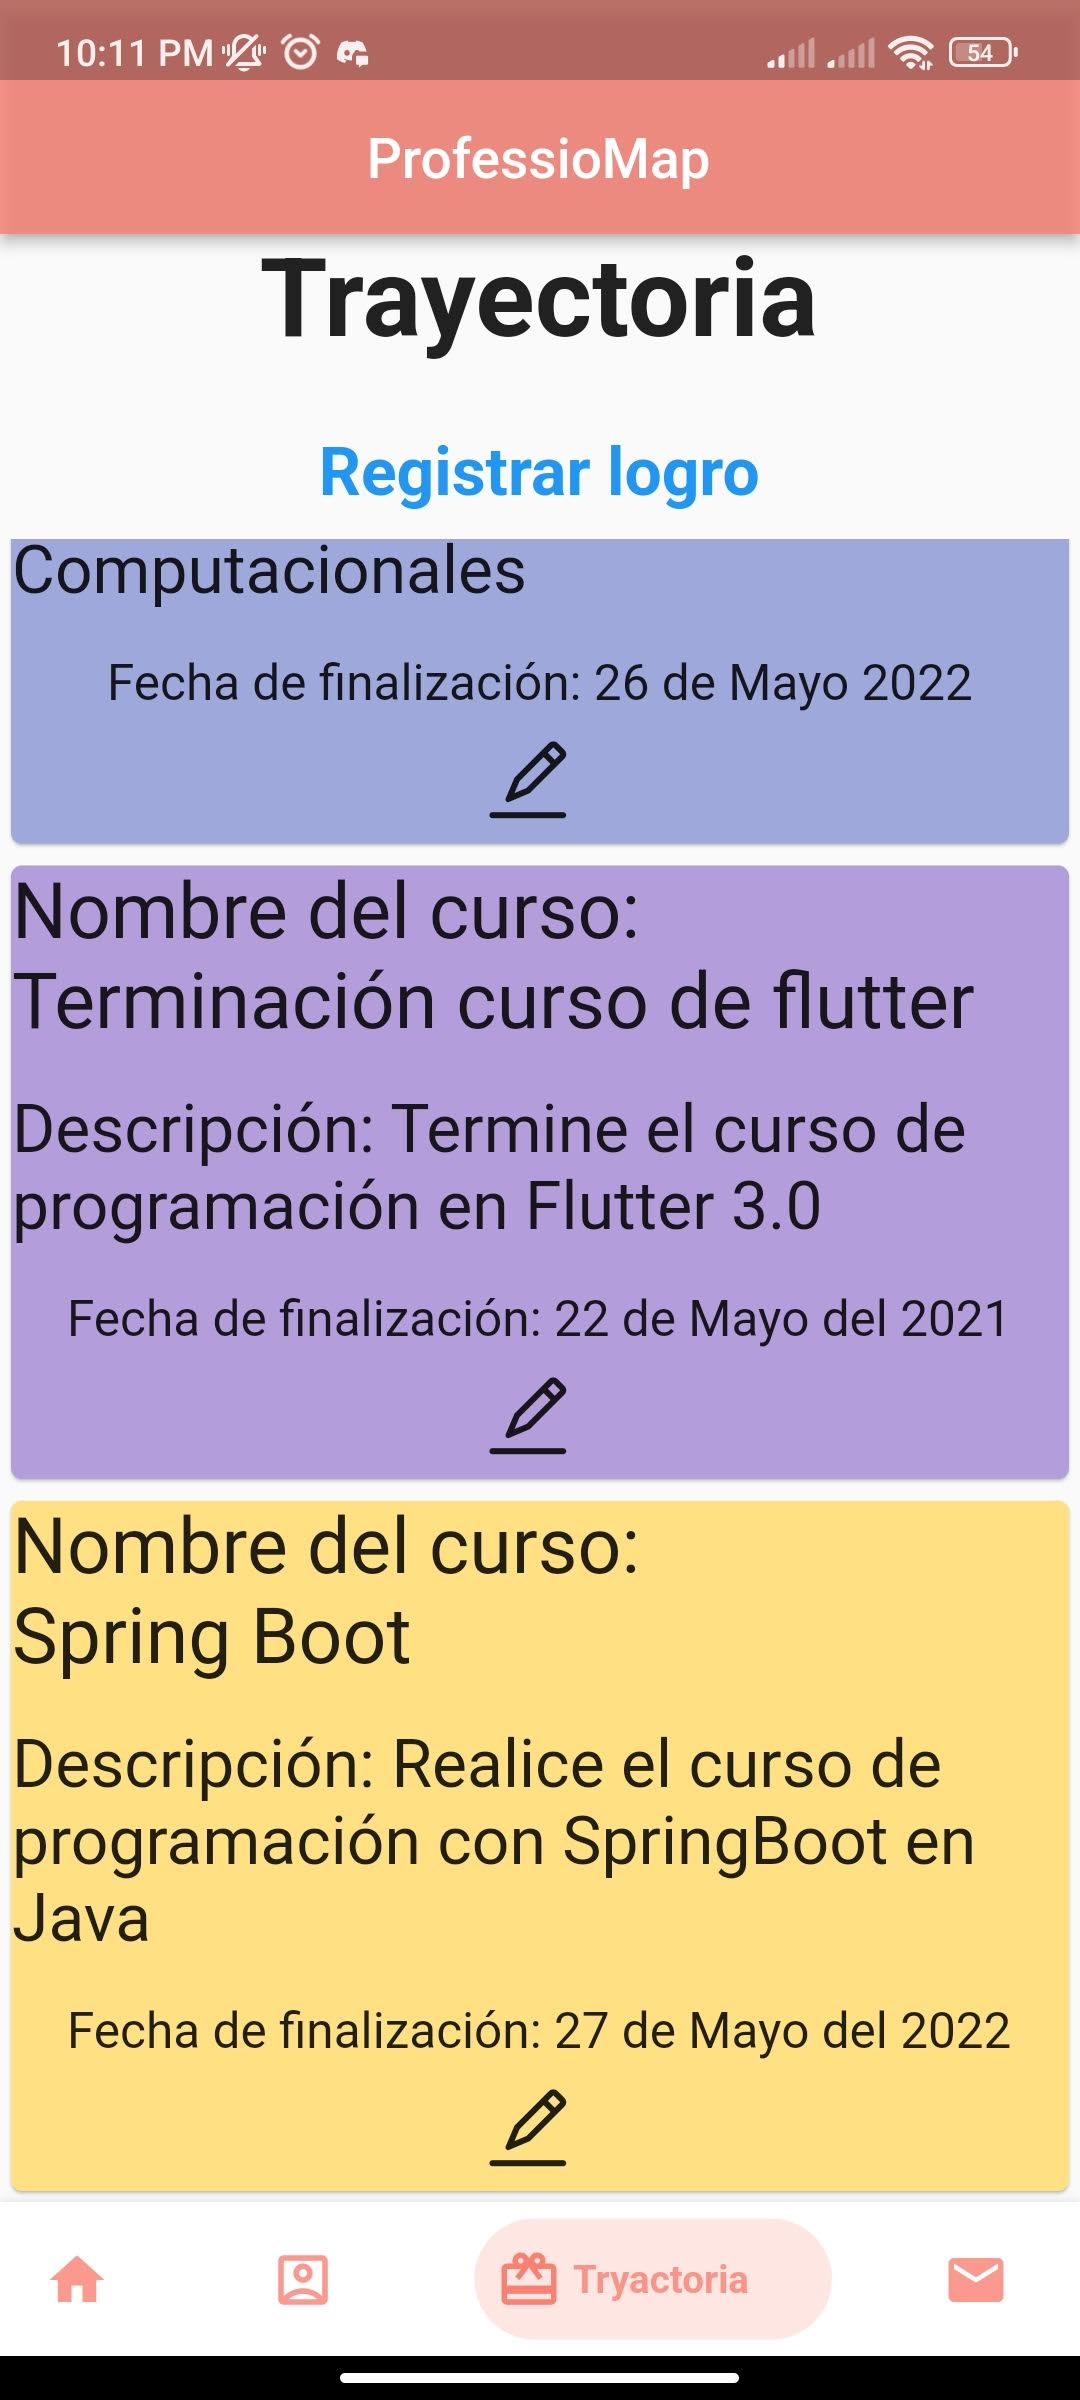 10:11 PM
54
ProfessioMap
Trayectoria
Registrar logro
Computacionales
Fecha de finalización: 26 de Mayo 2022
Nombre del curso:
Terminación curso de flutter
Descripción: Termine el curso de
programación en Flutter 3.0
Fecha de finalización: 22 de Mayo del 2021
Nombre del curso:
Spring Boot
Descripción: Realice el curso de
programación con SpringBoot en
Java
Fecha de finalización: 27 de Mayo del 2022
Tryactoria